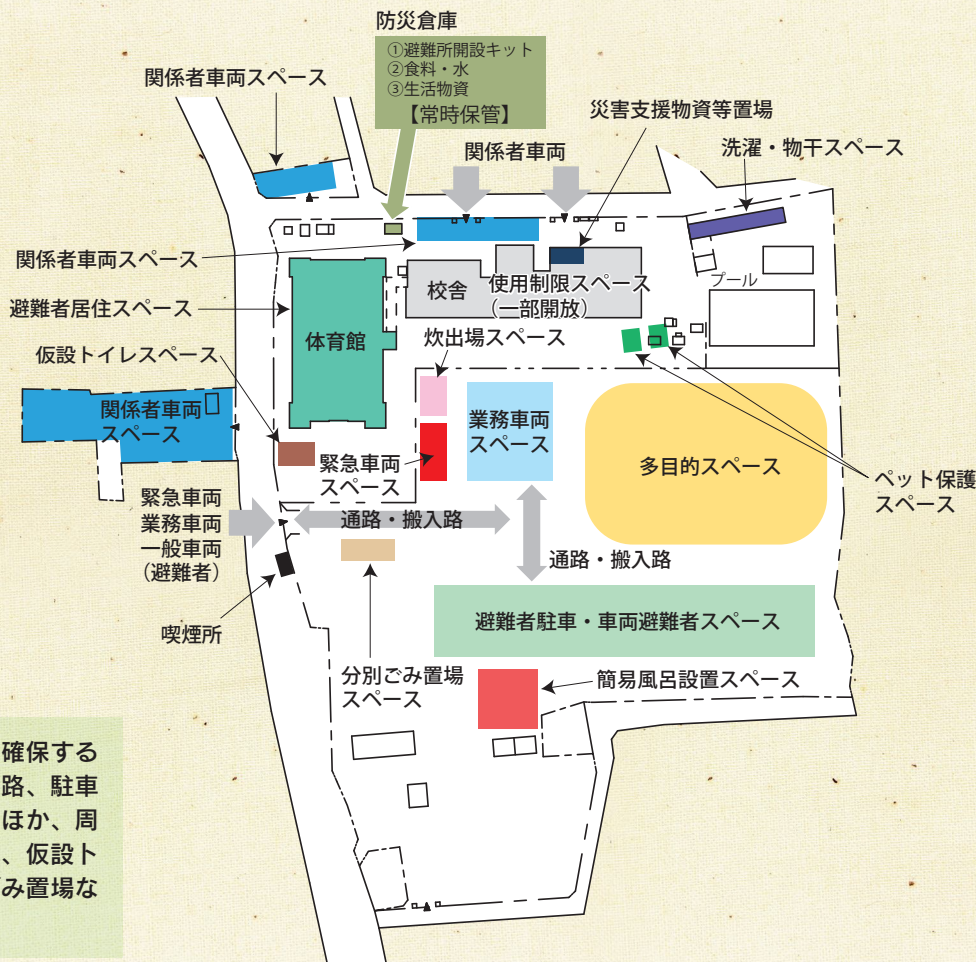 防災倉庫
①避難所開設キット
②食料・水
③生活物資
【常時保管】
関係者車両スペース
災害支援物資等置場
関係者車両
洗濯・物干スペース
関係者車両スペース
校舎
使用制限スペース
（一部開放）
プール
避難者居住スペース
体育館
炊出場スペース
仮設トイレスペース
関係者車両
スペース
業務車両
スペース
緊急車両
スペース
多目的スペース
ペット保護
スペース
緊急車両
業務車両
一般車両
（避難者）
通路・搬入路
通路・搬入路
喫煙所
避難者駐車・車両避難者スペース
分別ごみ置場
スペース
簡易風呂設置スペース
確保する
路、駐車
ほか、周
、仮設ト
み置場な